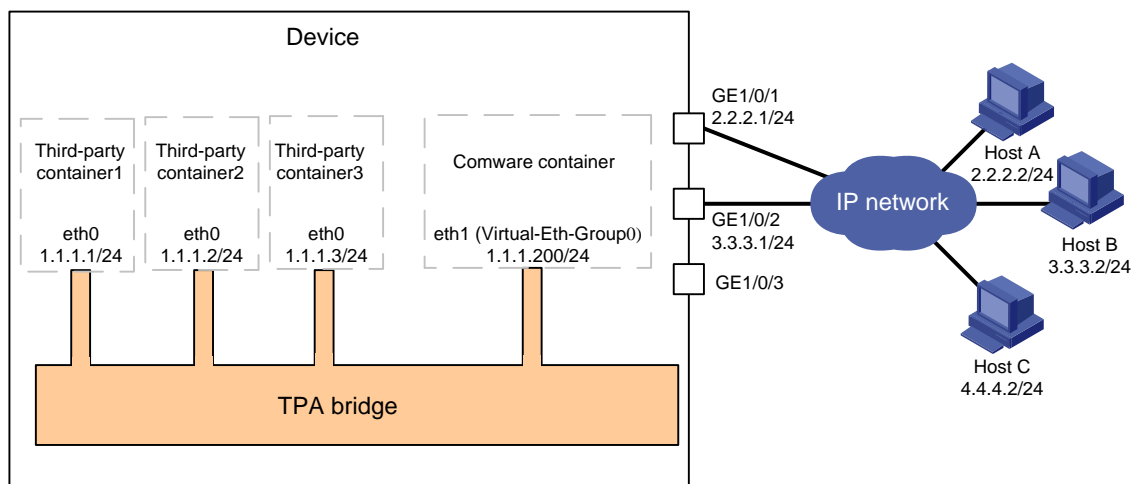 Device
Third-party
container1
eth0
1.1.1.1/24
Third-party
container2
eth0
1.1.1.2/24
Third-party
container3
eth0
1.1.1.3/24
Comware container
eth1 (Virtual-Eth-Group0)
1.1.1.200/24
TPA bridge
GE1/0/1
2.2.2.1/24
GE1/0/2
3.3.3.1/24
GE1/0/3
IP network
Host A
2.2.2.2/24
Host B
3.3.3.2/24
Host C
4.4.4.2/24